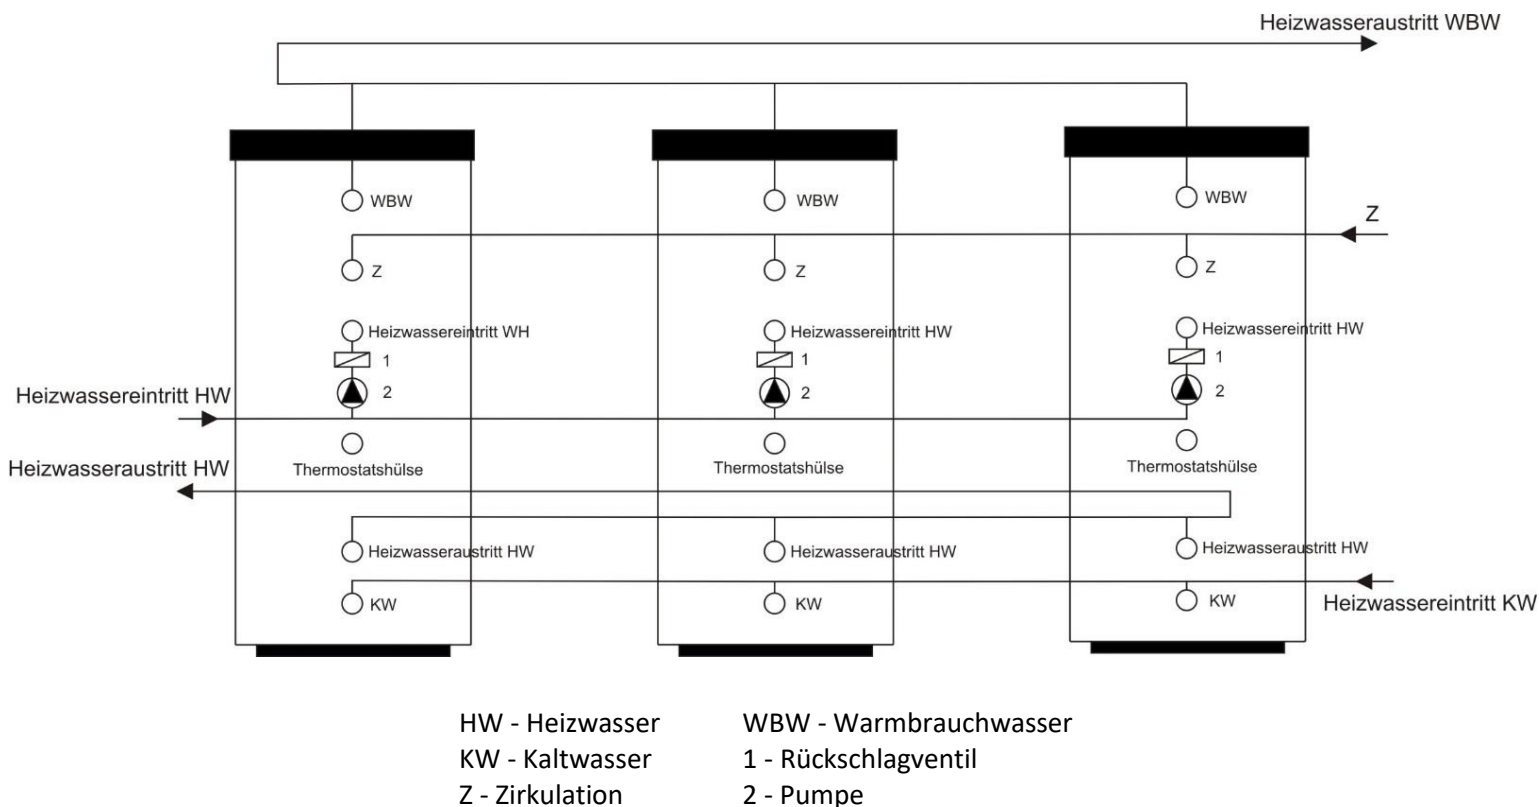 Heizwasseraustritt WBW
WBW
WBW
WBW
Z
Z
Z
Z
Heizwassereintritt WH
Heizwassereintritt HW
Heizwassereintritt HW
1
1
1
Heizwassereintritt HW
2
2
2
Heizwasseraustritt HW
Thermostatshülse
Thermostatshülse
Thermostatshülse
Heizwasseraustritt HW
Heizwasseraustritt HW
Heizwasseraustritt HW
KW
KW
KW
Heizwassereintritt KW
HW - Heizwasser
WBW - Warmbrauchwasser
KW - Kaltwasser
1 - Rückschlagventil
Z - Zirkulation
2 - Pumpe